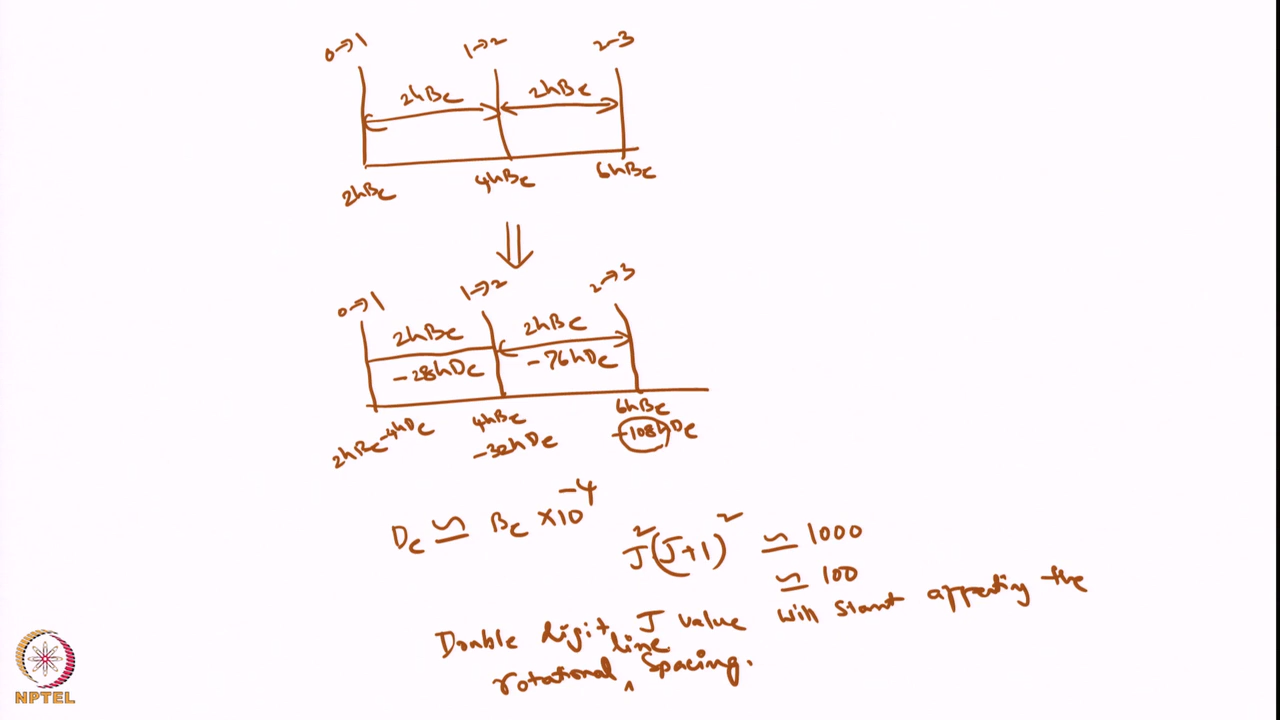 0→1 1→2 2-3
2hBe 2hBe
2hBe 4hBe 6hBe
⇓
0→1 1→2 2→3
2hBe 2hBe
-28hDe -76hDe
2hBe-4hDe 4hBe 6hBe
-32hDe -108hDe
De ≃ Be ×10⁻⁴
J²(J+1)² ≃ 1000
≃ 100
Double digit J value will start affecting the
rotational line spacing.
NPTEL